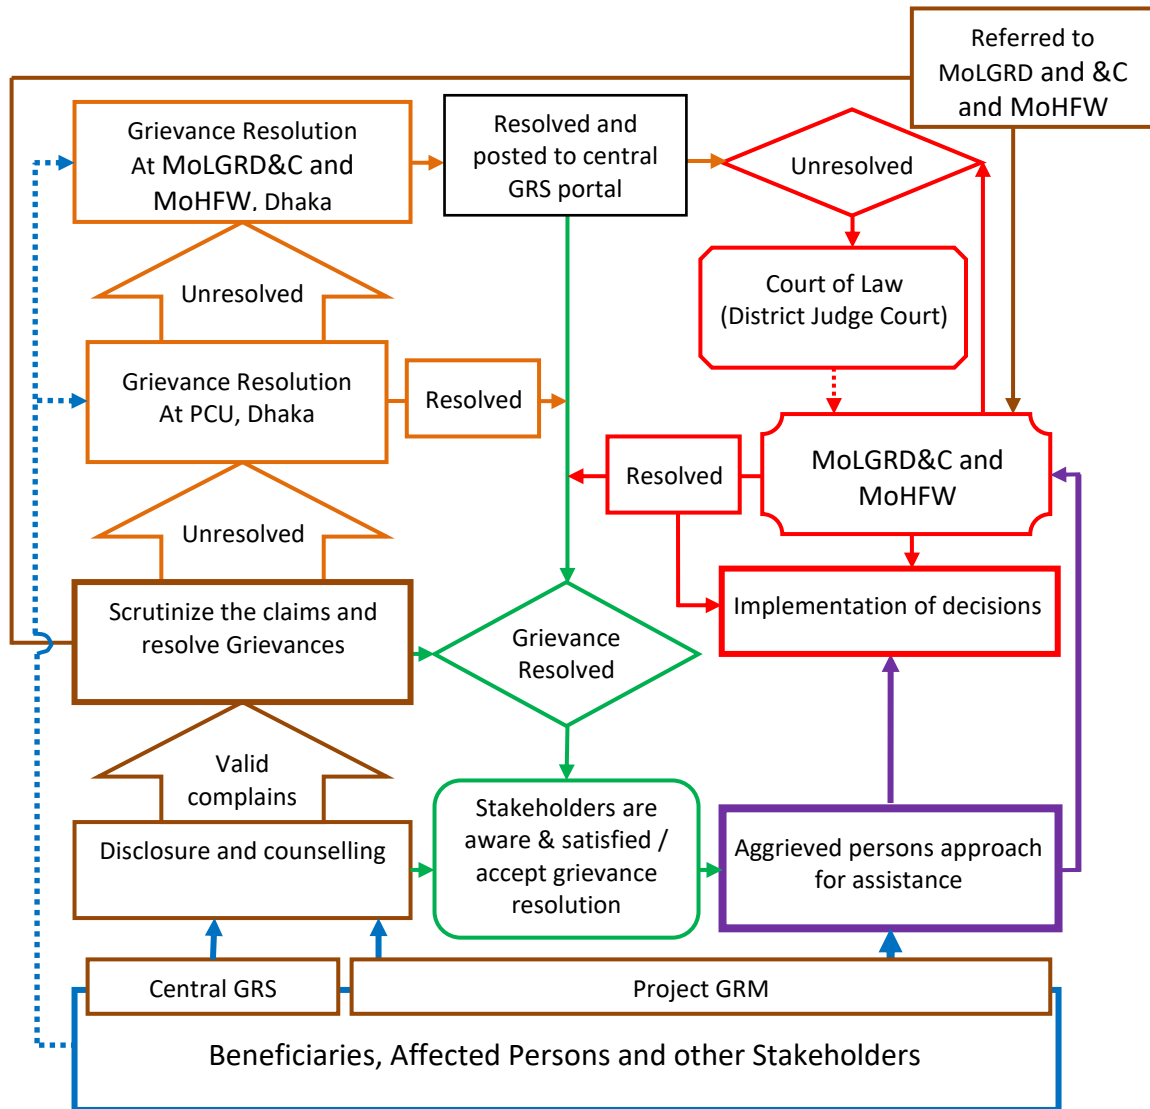 Referred to
MoLGRD and &C
and MoHFW
Grievance Resolution
At MoLGRD&C and
MoHFW, Dhaka
Resolved and
posted to central
GRS portal
Unresolved
Unresolved
Court of Law
(District Judge Court)
Grievance Resolution
At PCU, Dhaka
Resolved
Resolved
MoLGRD&C and
MoHFW
Unresolved
Scrutinize the claims and
resolve Grievances
Grievance
Resolved
Implementation of decisions
Valid
complains
Disclosure and counselling
Stakeholders are
aware & satisfied /
accept grievance
resolution
Aggrieved persons approach
for assistance
Central GRS
Project GRM
Beneficiaries, Affected Persons and other Stakeholders